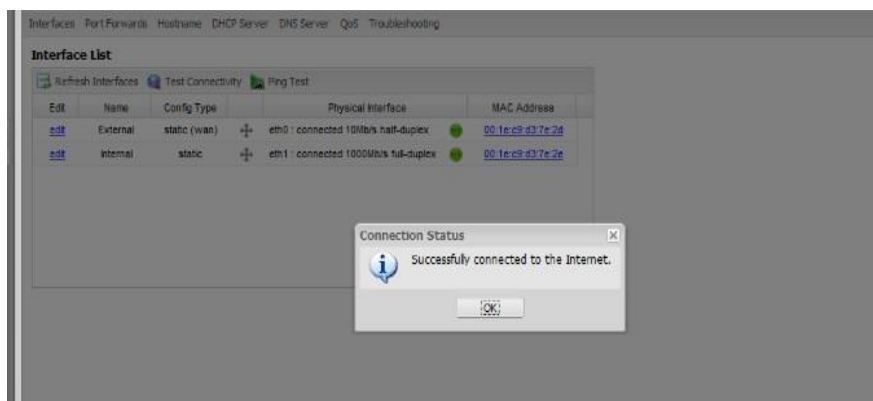 Interfaces Port Forwards Hostname DHCP Server DNS Server QoS Troubleshooting
Interface List
Refresh Interfaces Test Connectivity Ping Test
Edit Name Config Type Physical Interface MAC Address
edit External static (wan) eth0 : connected 10Mb/s half-duplex 00:1e:c9:d3:7e:2d
edit Internal static eth1 : connected 1000Mb/s full-duplex 00:1e:c9:d3:7e:2e
Connection Status
Successfully connected to the Internet.
OK